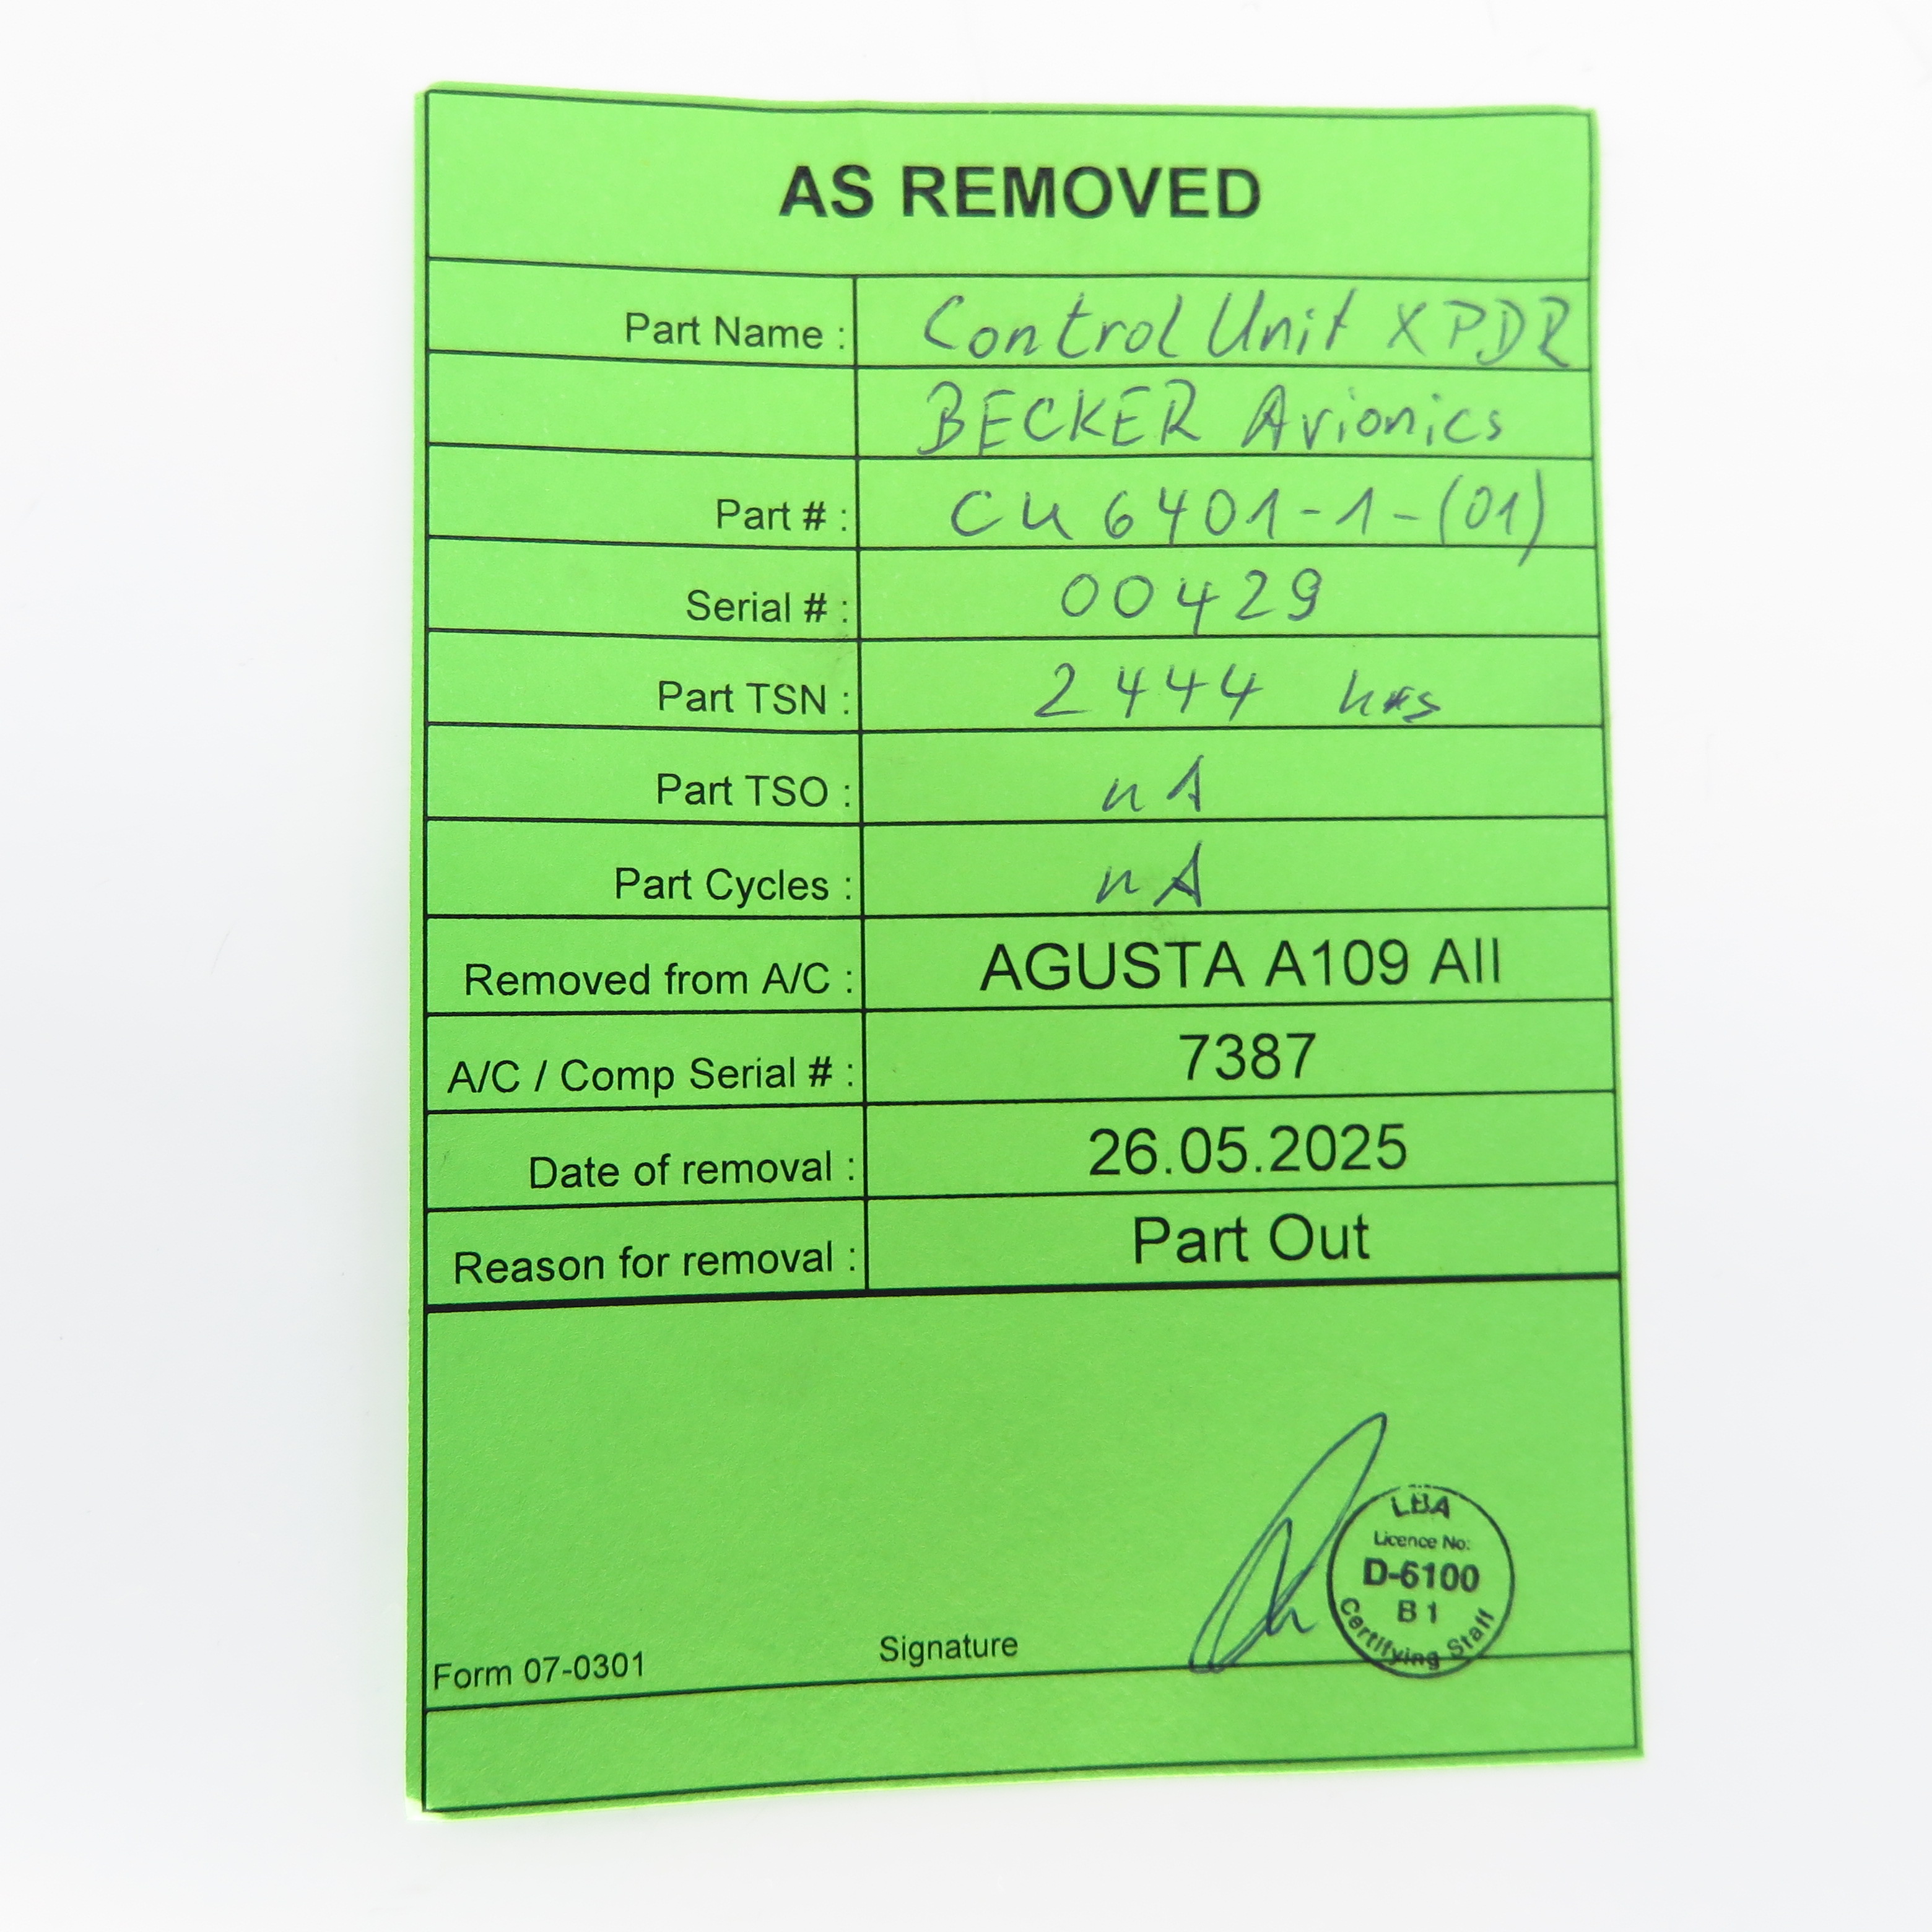 AS REMOVED
Part Name : Control Unit XPDR
BECKER Avionics
Part # : CU 6401-1-(01)
Serial # : 00429
Part TSN : 2444 hrs
Part TSO : nA
Part Cycles : nA
Removed from A/C : AGUSTA A109 AII
A/C / Comp Serial # : 7387
Date of removal : 26.05.2025
Reason for removal : Part Out
LBA
Licence No:
D-6100
B 1
Certifying Staff
Form 07-0301 Signature